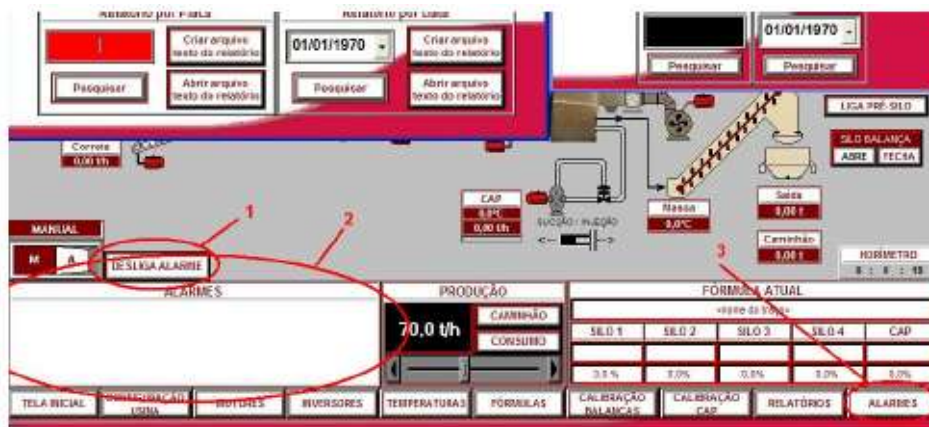 Relatório por Placa
Relatório por Data
Criar arquivo
texto do relatório
01/01/1970
Criar arquivo
texto do relatório
01/01/1970
Pesquisar
Abrir arquivo
texto do relatório
Pesquisar
Abrir arquivo
texto do relatório
Pesquisar
Pesquisar
LIGA PRÉ-SILO
SILO BALANÇA
ABRE
FECHA
Correia
0,00 t/h
CAP
0,0°C
0,00 t/h
SUCÇÃO / INJEÇÃO
<--
-->
Massa
0,0°C
Saída
0,00 t
Caminhão
0,00 t
1
2
3
MANUAL
M
A
DESLIGA ALARME
HORÍMETRO
ALARMES
PRODUÇÃO
70,0 t/h
CAMINHÃO
CONSUMO
FÓRMULA ATUAL
<nome do traço>
SILO 1
SILO 2
SILO 3
SILO 4
CAP
0,0%
0,0%
0,0%
0,0%
TELA INICIAL
CONFIGURAÇÃO
USINA
MOTORES
INVERSORES
TEMPERATURAS
FÓRMULAS
CALIBRAÇÃO
BALANÇAS
CALIBRAÇÃO
CAP
RELATÓRIOS
ALARMES